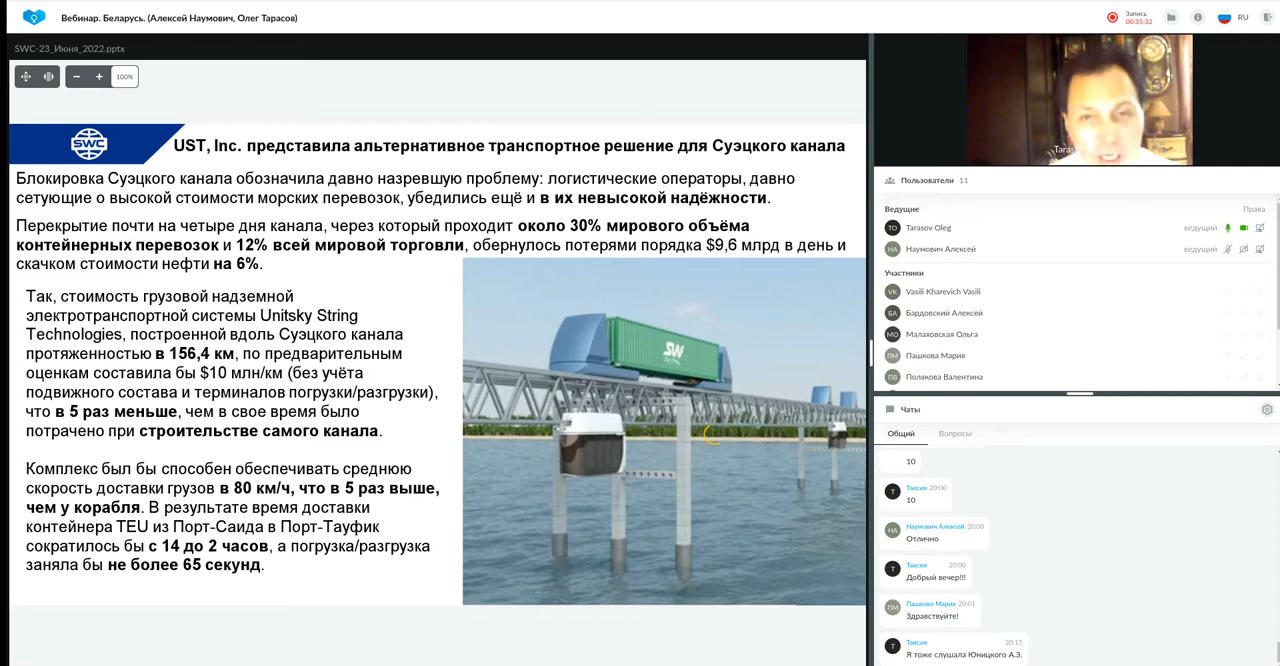 Вебинар. Беларусь. (Алексей Наумович, Олег Тарасов)
Запись
00:35:32
RU
SWC-23_Июня_2022.pptx
100%
SWC
UST, Inc. представила альтернативное транспортное решение для Суэцкого канала
Блокировка Суэцкого канала обозначила давно назревшую проблему: логистические операторы, давно
сетующие о высокой стоимости морских перевозок, убедились ещё и в их невысокой надёжности.
Перекрытие почти на четыре дня канала, через который проходит около 30% мирового объёма
контейнерных перевозок и 12% всей мировой торговли, обернулось потерями порядка $9,6 млрд в день и
скачком стоимости нефти на 6%.
Так, стоимость грузовой надземной
электротранспортной системы Unitsky String
Technologies, построенной вдоль Суэцкого канала
протяженностью в 156,4 км, по предварительным
оценкам составила бы $10 млн/км (без учёта
подвижного состава и терминалов погрузки/разгрузки),
что в 5 раз меньше, чем в свое время было
потрачено при строительстве самого канала.
Комплекс был бы способен обеспечивать среднюю
скорость доставки грузов в 80 км/ч, что в 5 раз выше,
чем у корабля. В результате время доставки
контейнера TEU из Порт-Саида в Порт-Тауфик
сократилось бы с 14 до 2 часов, а погрузка/разгрузка
заняла бы не более 65 секунд.
Пользователи 11
Ведущие Права
TO Tarasov Oleg ведущий
НА Наумович Алексей ведущий
Участники
VK Vasili Kharevich Vasili
БА Бардовский Алексей
МО Малаховская Ольга
ПМ Пашкова Мария
ПВ Полякова Валентина
Чаты
Общий Вопросы
10
Т Таисия 20:00
10
НА Наумович Алексей 20:00
Отлично
Т Таисия 20:00
Добрый вечер!!!
ПМ Пашкова Мария 20:01
Здравствуйте!
Т Таисия 20:15
Я тоже слушала Юницкого А.З.